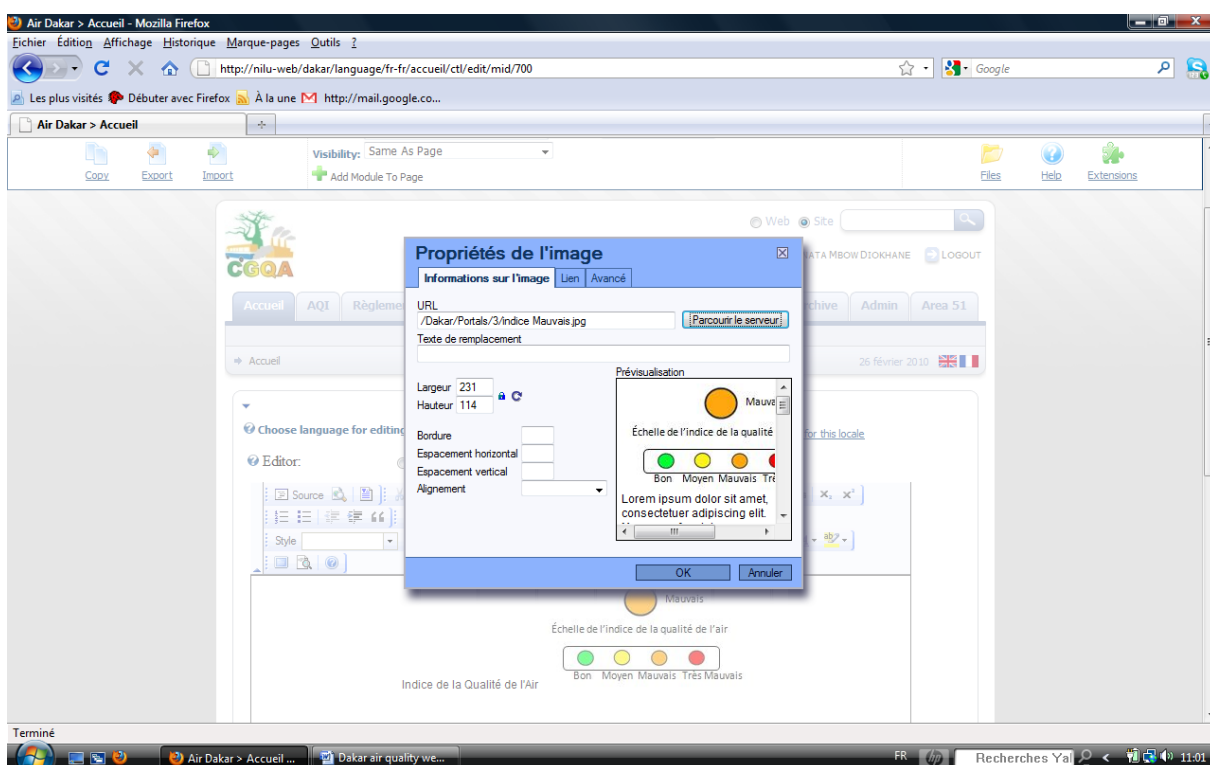 Air Dakar > Accueil - Mozilla Firefox
Fichier Édition Affichage Historique Marque-pages Outils ?
http://nilu-web/dakar/language/fr-fr/accueil/ctl/edit/mid/700 Google
Les plus visités Débuter avec Firefox À la une http://mail.google.co...
Air Dakar > Accueil
Visibility: Same As Page
Copy Export Import Add Module To Page Files Help Extensions
Web Site
CGQA
ATA MBOW DIOKHANE LOGOUT
Accueil AQI Règleme chive Admin Area 51
Accueil 26 février 2010
Propriétés de l'image
Informations sur l'image Lien Avancé
URL
/Dakar/Portals/3/indice Mauvais.jpg Parcourir le serveur
Texte de remplacement
Largeur 231
Hauteur 114
Bordure
Espacement horizontal
Espacement vertical
Alignement
Prévisualisation
Mauva
Échelle de l'indice de la qualité
Bon Moyen Mauvais Trè
Lorem ipsum dolor sit amet,
consectetuer adipiscing elit.
OK Annuler
Choose language for editing for this locale
Editor:
Source
Style
Mauvais
Échelle de l'indice de la qualité de l'air
Bon Moyen Mauvais Très Mauvais
Indice de la Qualité de l'Air
Terminé
Air Dakar > Accueil ... Dakar air quality we... FR hp Recherches Ya 11:01